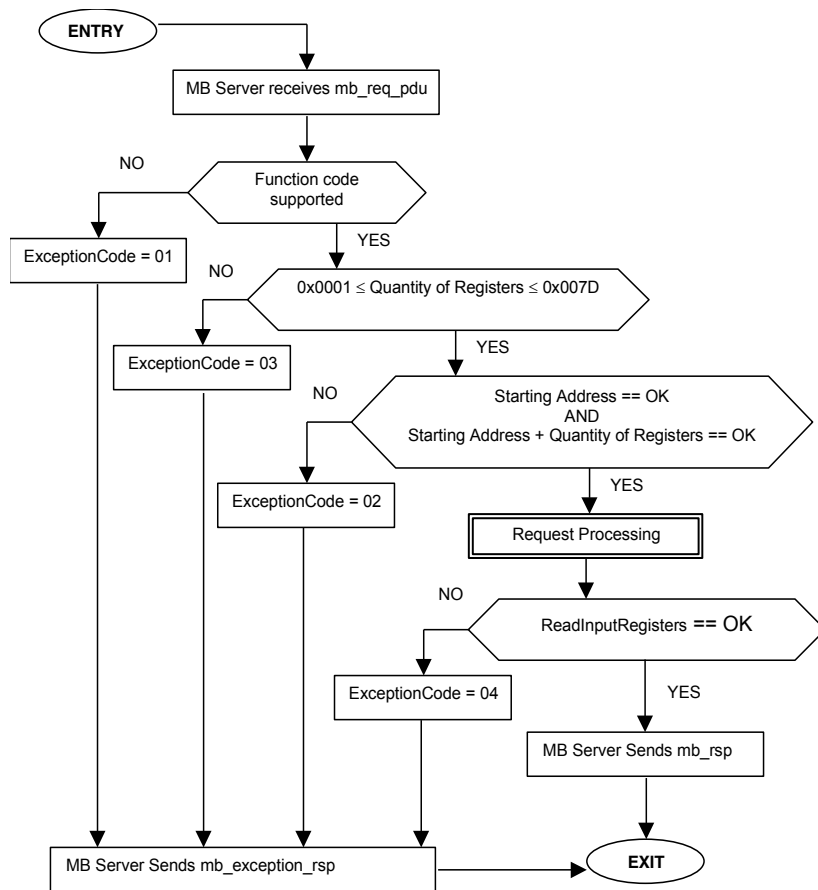 ENTRY
MB Server receives mb_req_pdu
NO
Function code
supported
YES
ExceptionCode = 01
NO
0x0001 ≤ Quantity of Registers ≤ 0x007D
YES
ExceptionCode = 03
NO
Starting Address == OK
AND
Starting Address + Quantity of Registers == OK
YES
ExceptionCode = 02
Request Processing
NO
ReadInputRegisters == OK
YES
ExceptionCode = 04
MB Server Sends mb_rsp
MB Server Sends mb_exception_rsp
EXIT